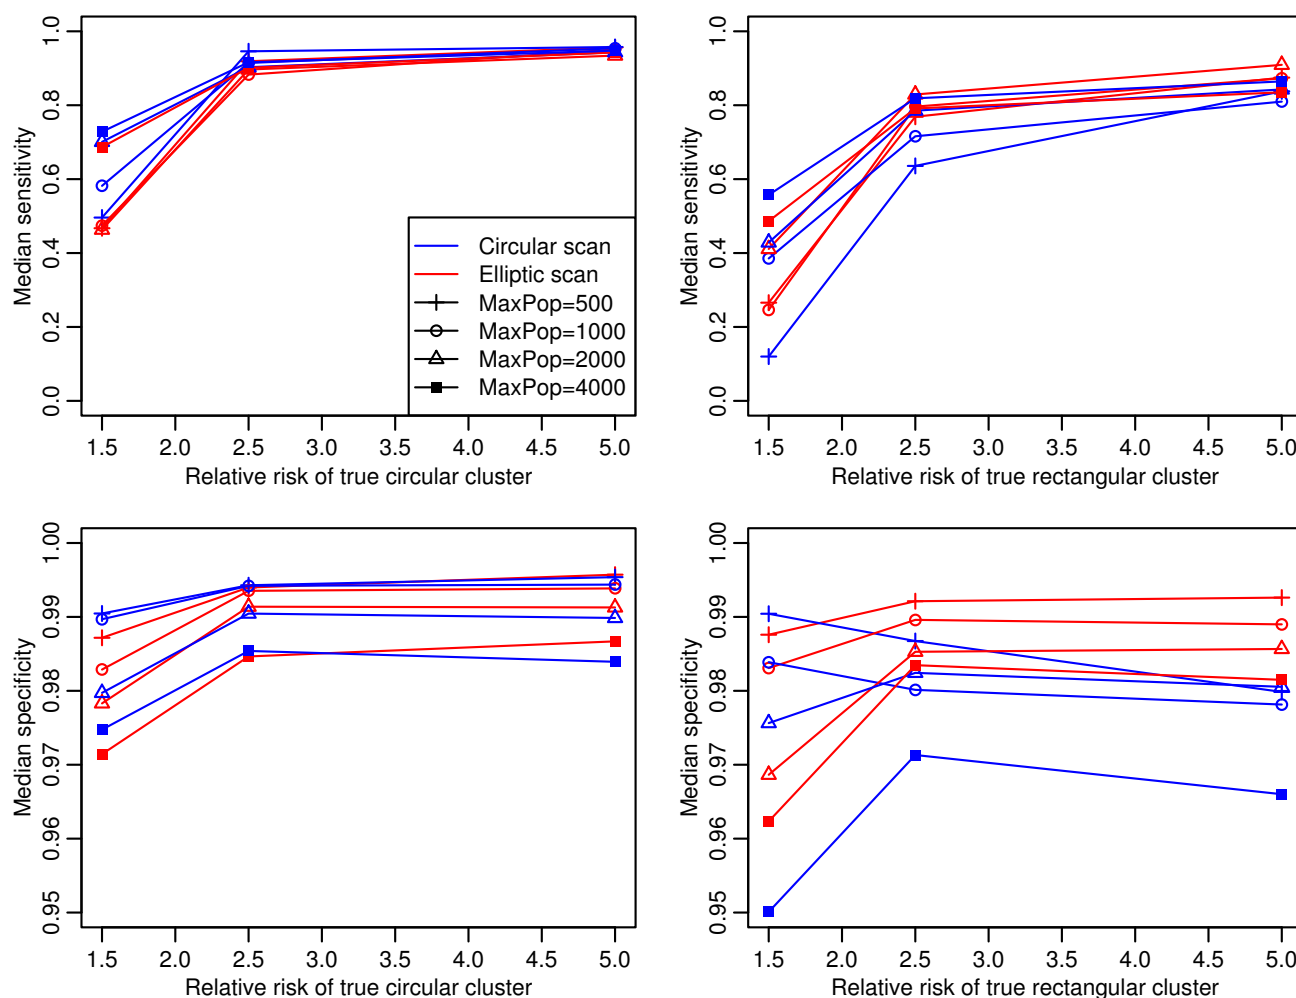 Median sensitivity
0.0 0.2 0.4 0.6 0.8 1.0
Circular scan
Elliptic scan
MaxPop=500
MaxPop=1000
MaxPop=2000
MaxPop=4000
1.5 2.0 2.5 3.0 3.5 4.0 4.5 5.0
Relative risk of true circular cluster
Median sensitivity
0.0 0.2 0.4 0.6 0.8 1.0
1.5 2.0 2.5 3.0 3.5 4.0 4.5 5.0
Relative risk of true rectangular cluster
Median specificity
0.95 0.96 0.97 0.98 0.99 1.00
1.5 2.0 2.5 3.0 3.5 4.0 4.5 5.0
Relative risk of true circular cluster
Median specificity
0.95 0.96 0.97 0.98 0.99 1.00
1.5 2.0 2.5 3.0 3.5 4.0 4.5 5.0
Relative risk of true rectangular cluster